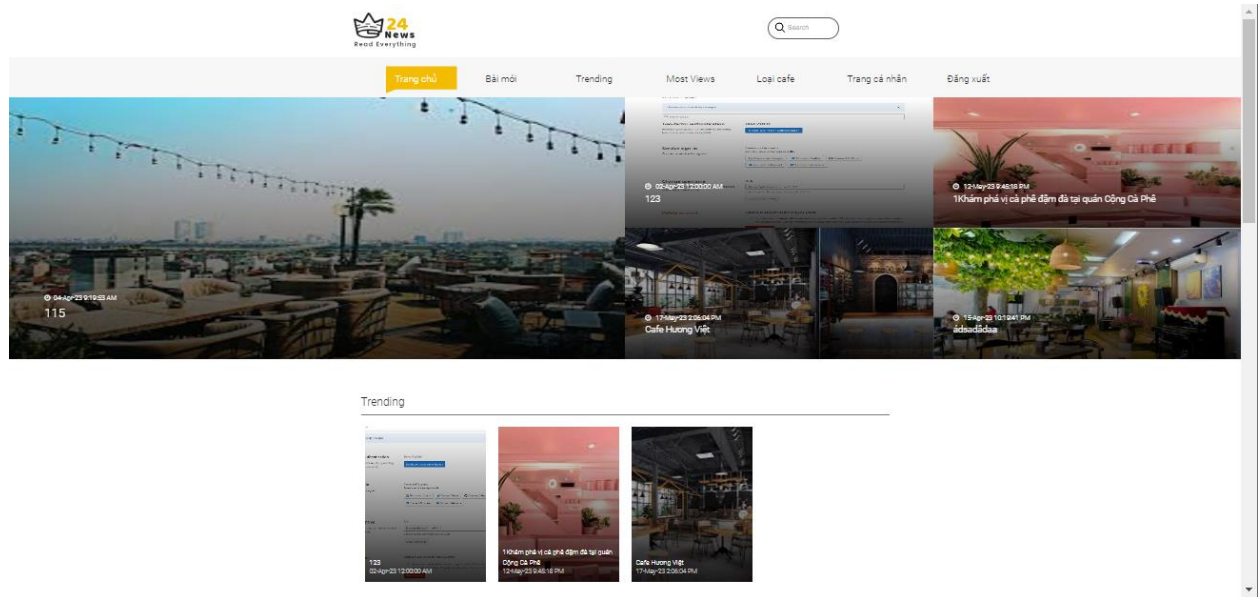 24
News
Read Everything
Search
Trang chủ
Bài mới
Trending
Most Views
Loại cafe
Trang cá nhân
Đăng xuất
04-Apr-23 9:19:53 AM
115
02-Apr-23 12:00:00 AM
123
12-May-23 9:46:18 PM
1Khám phá vị cà phê đậm đà tại quán Cộng Cà Phê
17-May-23 2:06:04 PM
Cafe Hương Việt
15-Apr-23 10:19:41 PM
ádsadâdaa
Trending
123
02-Apr-23 12:00:00 AM
1Khám phá vị cà phê đậm đà tại quán
Cộng Cà Phê
12-May-23 9:46:18 PM
Cafe Hương Việt
17-May-23 2:06:04 PM